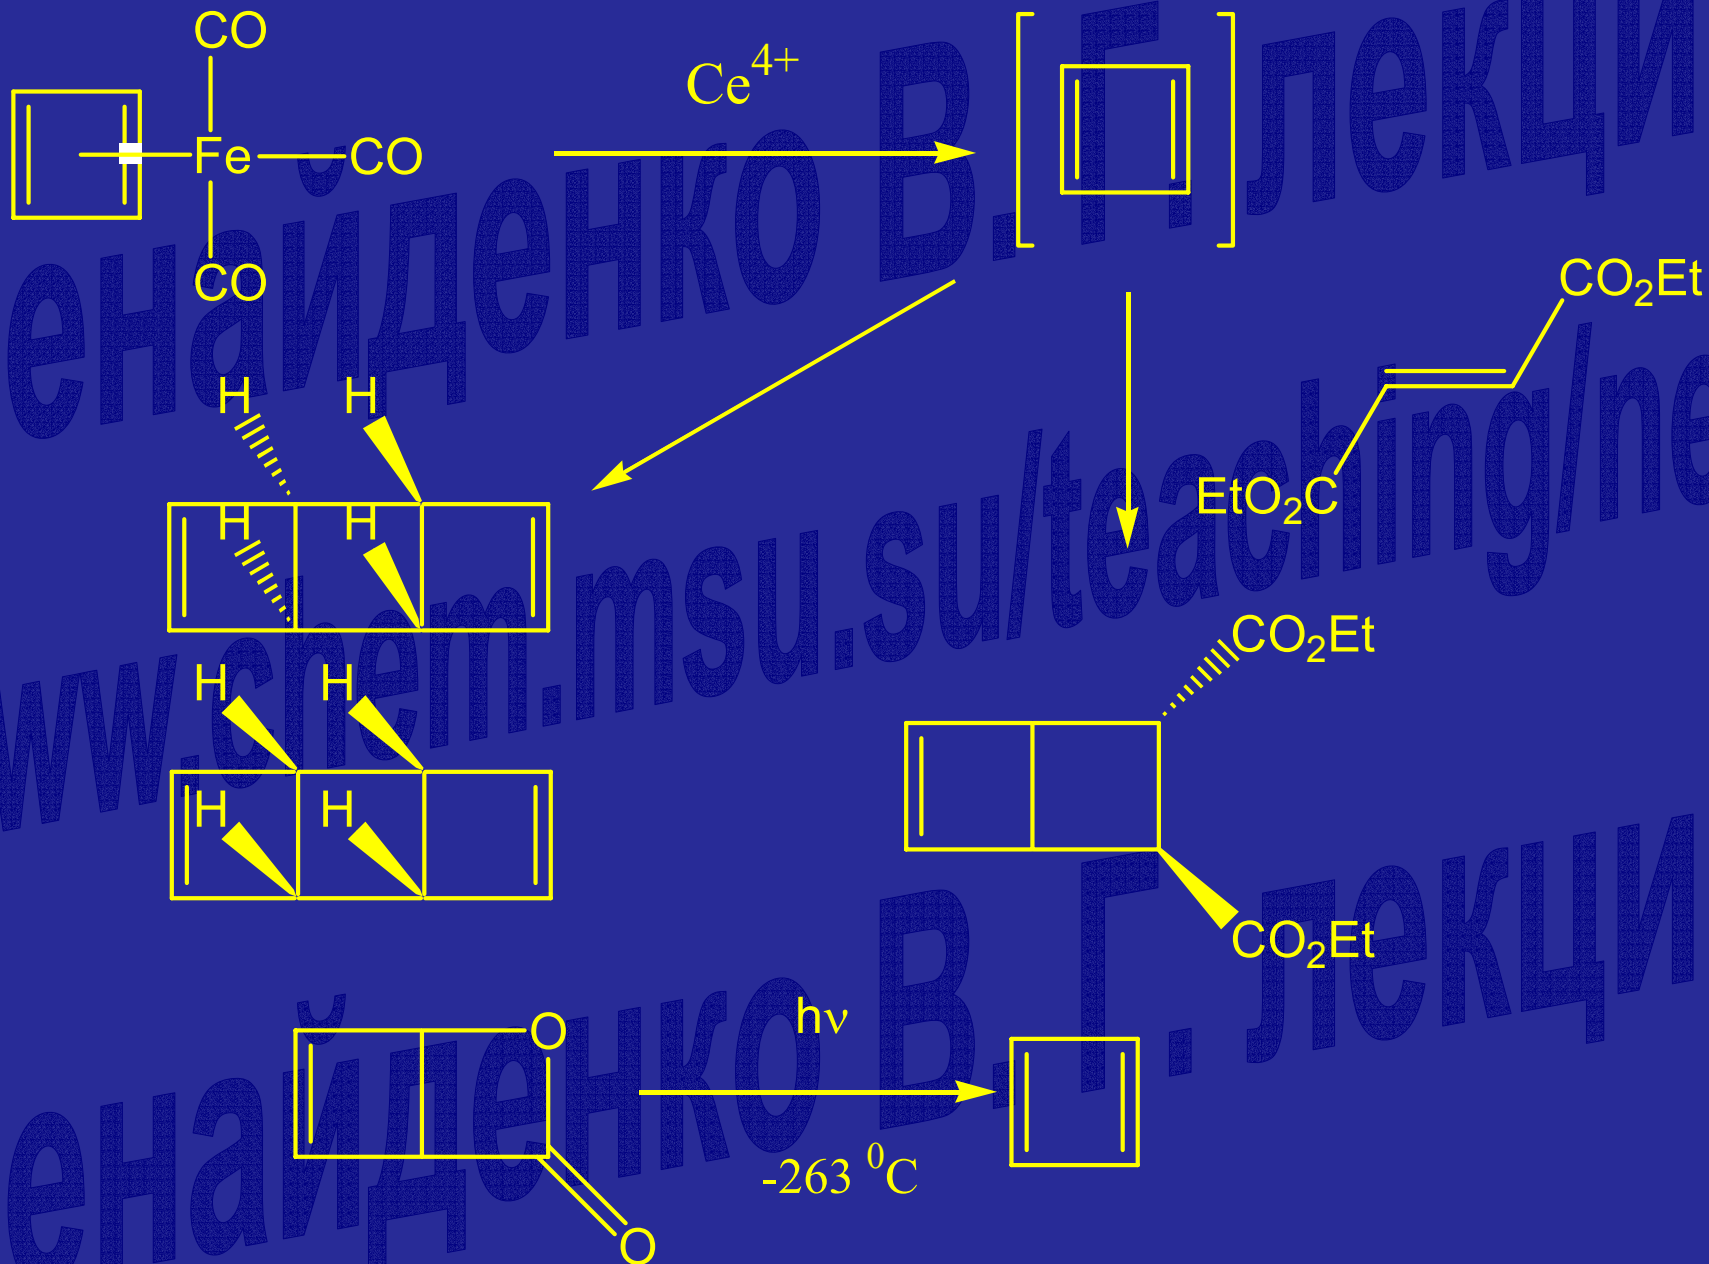 CO
Fe
CO
CO
Ce4+
CO2Et
EtO2C
H H
H H
H H
H H
CO2Et
CO2Et
O
O
hν
-263 0C
енайденко В. Г. лекци
ww.chem.msu.su/teaching/ne
енайденко В. Г. лекци